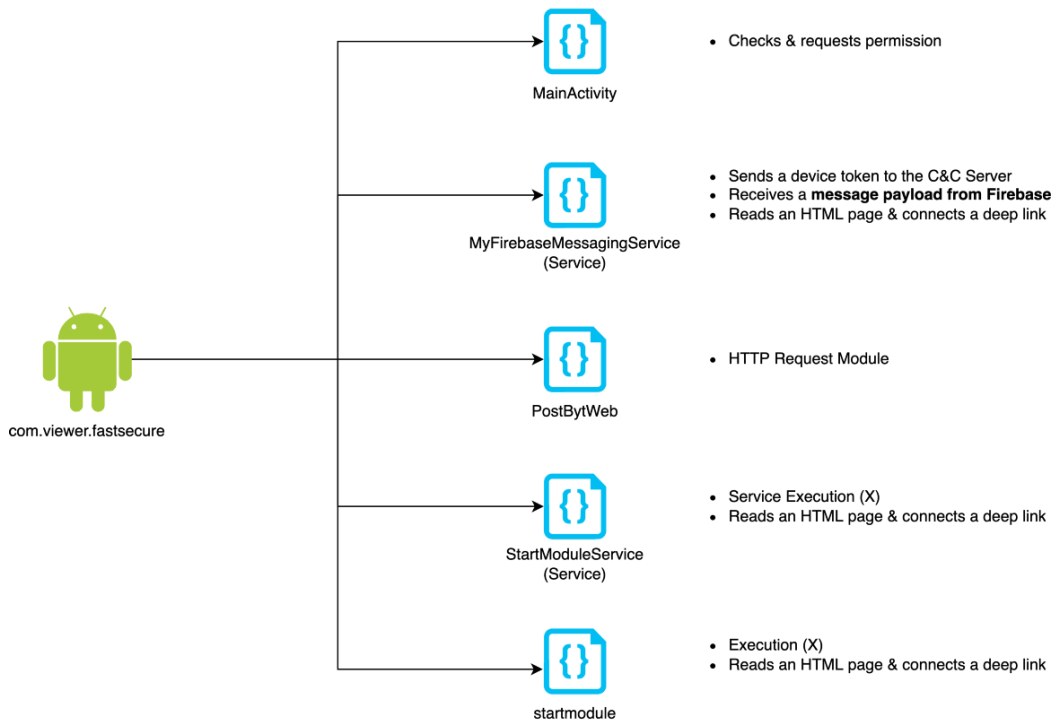 • Checks & requests permission
MainActivity
• Sends a device token to the C&C Server
• Receives a message payload from Firebase
• Reads an HTML page & connects a deep link
MyFirebaseMessagingService
(Service)
• HTTP Request Module
PostBytWeb
com.viewer.fastsecure
• Service Execution (X)
• Reads an HTML page & connects a deep link
StartModuleService
(Service)
• Execution (X)
• Reads an HTML page & connects a deep link
startmodule